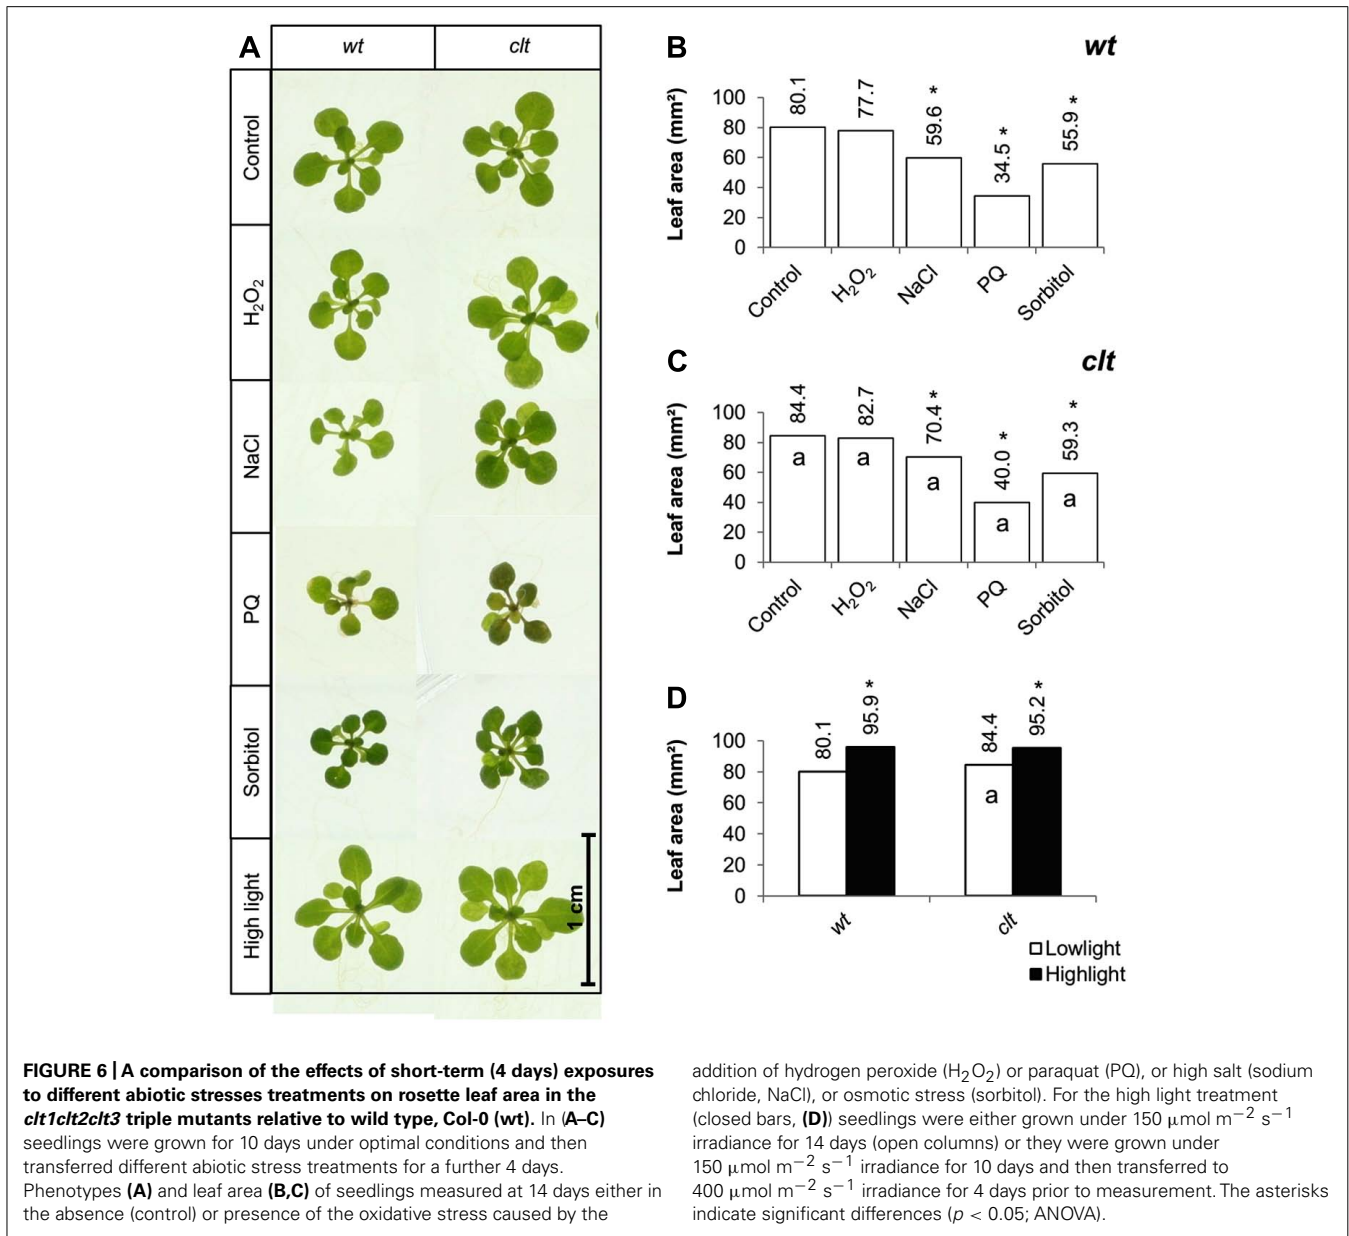 A
wt
clt
Control
H₂O₂
NaCl
PQ
Sorbitol
High light
1 cm
B
wt
Leaf area (mm²)
100
80
60
40
20
0
80.1
77.7
59.6 *
34.5 *
55.9 *
Control
H₂O₂
NaCl
PQ
Sorbitol
C
clt
Leaf area (mm²)
100
80
60
40
20
0
84.4
82.7
70.4 *
40.0 *
59.3 *
a
a
a
a
a
Control
H₂O₂
NaCl
PQ
Sorbitol
D
Leaf area (mm²)
100
80
60
40
20
0
80.1
95.9 *
84.4
95.2 *
a
wt
clt
Lowlight
Highlight
FIGURE 6 | A comparison of the effects of short-term (4 days) exposures
to different abiotic stresses treatments on rosette leaf area in the
clt1clt2clt3 triple mutants relative to wild type, Col-0 (wt). In (A–C)
seedlings were grown for 10 days under optimal conditions and then
transferred different abiotic stress treatments for a further 4 days.
Phenotypes (A) and leaf area (B,C) of seedlings measured at 14 days either in
the absence (control) or presence of the oxidative stress caused by the
addition of hydrogen peroxide (H₂O₂) or paraquat (PQ), or high salt (sodium
chloride, NaCl), or osmotic stress (sorbitol). For the high light treatment
(closed bars, (D)) seedlings were either grown under 150 μmol m⁻² s⁻¹
irradiance for 14 days (open columns) or they were grown under
150 μmol m⁻² s⁻¹ irradiance for 10 days and then transferred to
400 μmol m⁻² s⁻¹ irradiance for 4 days prior to measurement. The asterisks
indicate significant differences (p < 0.05; ANOVA).